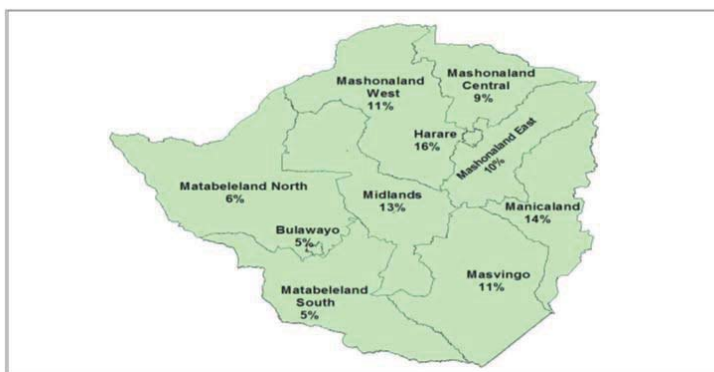 Mashonaland
Central
9%
Mashonaland
West
11%
Harare
16%
Mashonaland East
10%
Matabeleland North
6%
Midlands
13%
Manicaland
14%
Bulawayo
5%
Masvingo
11%
Matabeleland
South
5%